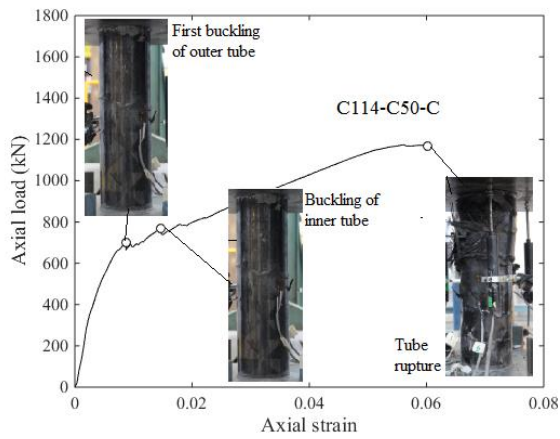 1800
1600
1400
1200
1000
800
600
400
200
0
Axial load (kN)
First buckling
of outer tube
C114-C50-C
Buckling of
inner tube
Tube
rupture
0
0.02
0.04
0.06
0.08
Axial strain